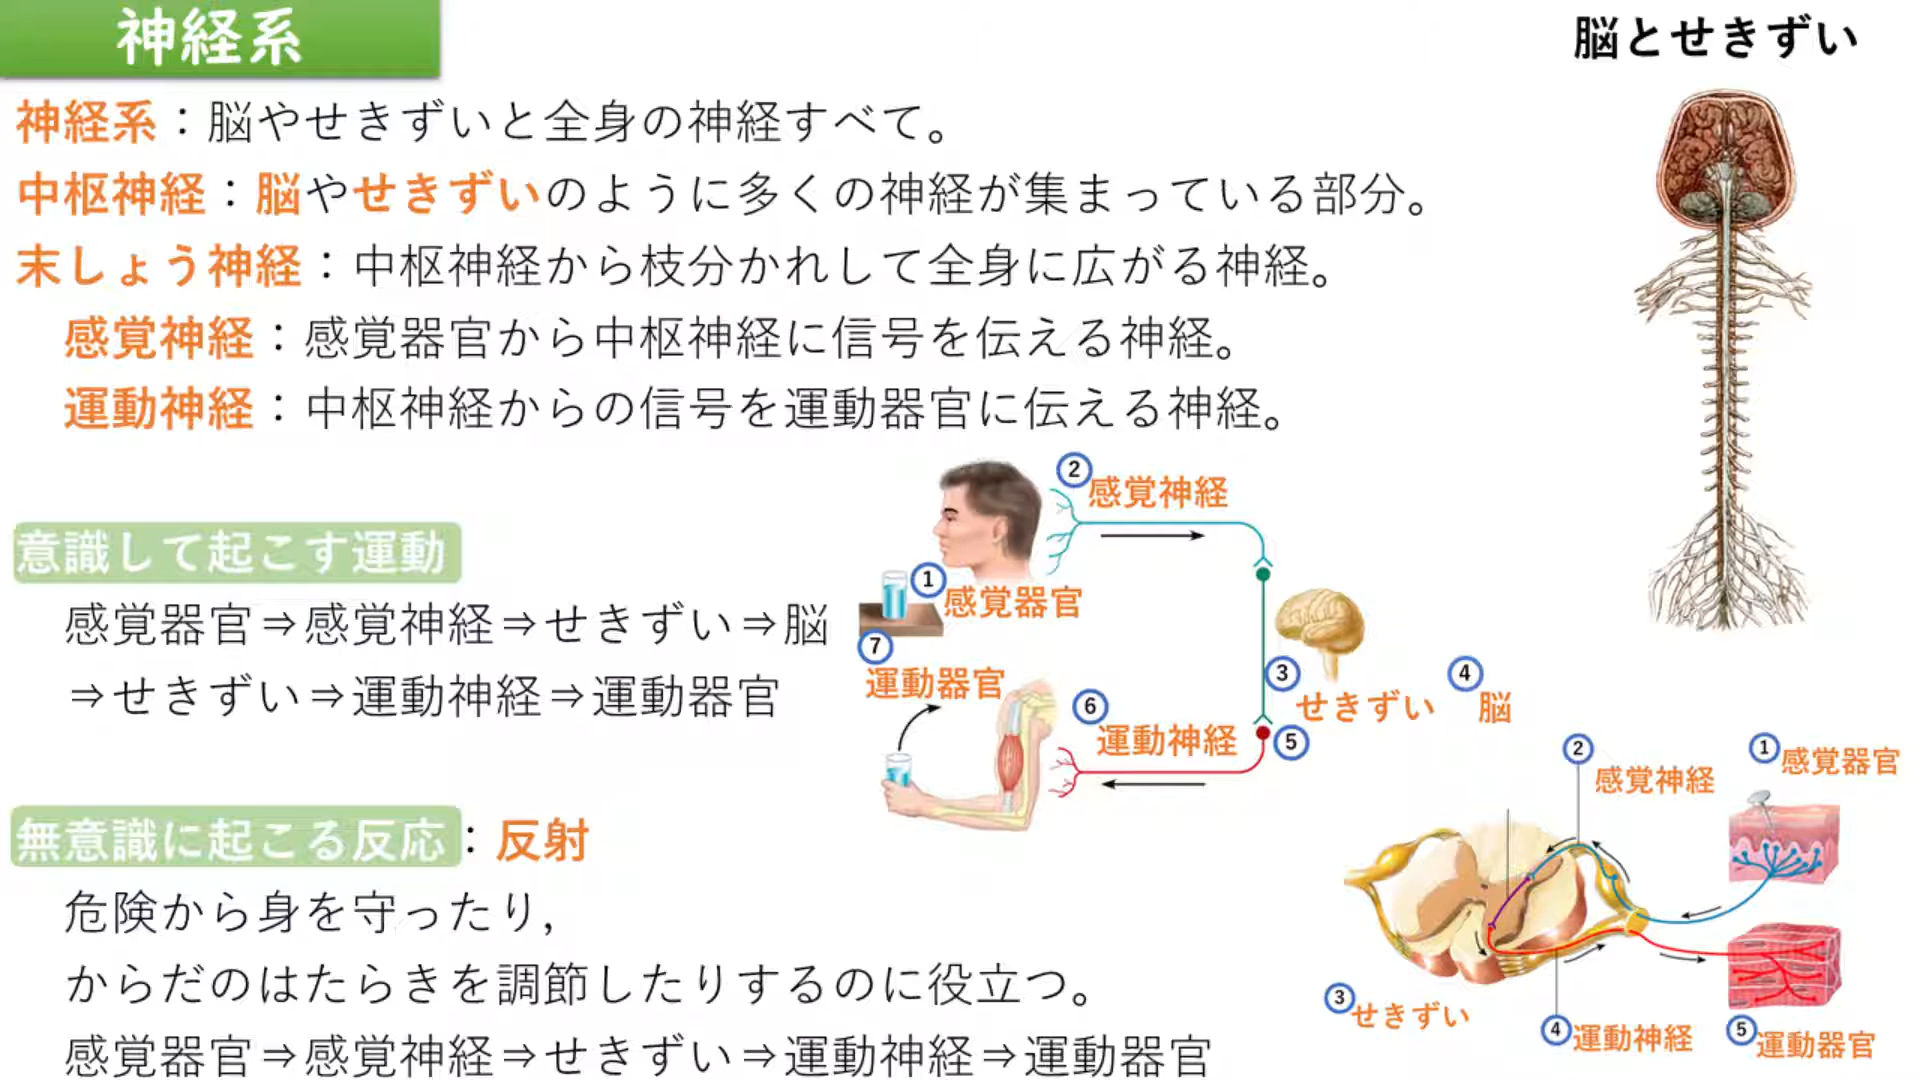 神経系
脳とせきずい
神経系：脳やせきずいと全身の神経すべて。
中枢神経：脳やせきずいのように多くの神経が集まっている部分。
末しょう神経：中枢神経から枝分かれして全身に広がる神経。
感覚神経：感覚器官から中枢神経に信号を伝える神経。
運動神経：中枢神経からの信号を運動器官に伝える神経。
意識して起こす運動
感覚器官⇒感覚神経⇒せきずい⇒脳
⇒せきずい⇒運動神経⇒運動器官
② 感覚神経
① 感覚器官
⑦ 運動器官
③ せきずい
④ 脳
⑥ 運動神経
⑤
無意識に起こる反応：反射
危険から身を守ったり,
からだのはたらきを調節したりするのに役立つ。
感覚器官⇒感覚神経⇒せきずい⇒運動神経⇒運動器官
② 感覚神経
① 感覚器官
③ せきずい
④ 運動神経
⑤ 運動器官